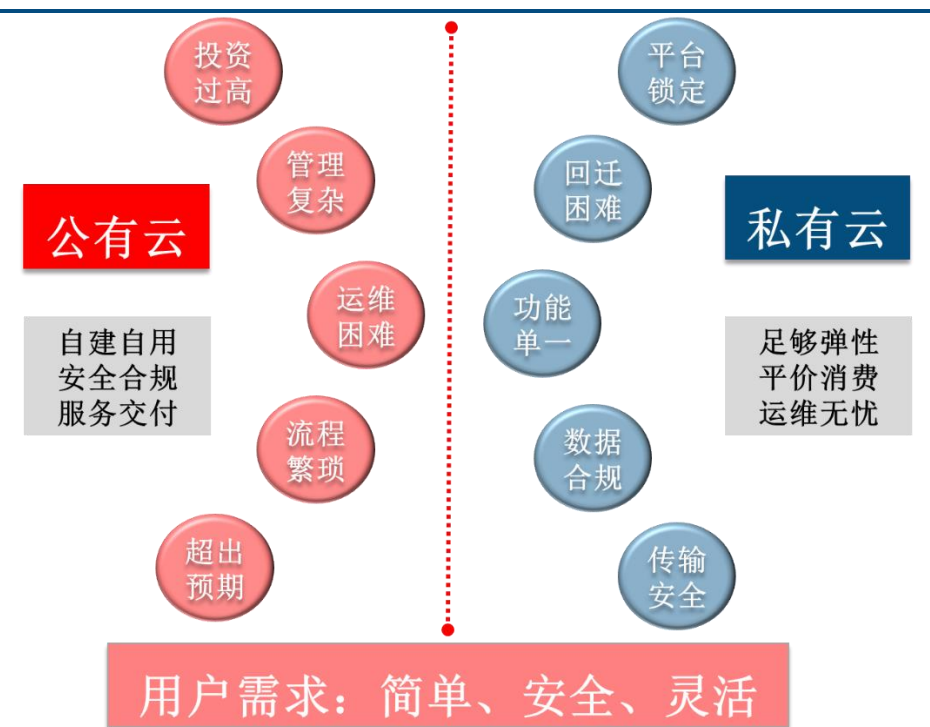 投资
过高
管理
复杂
公有云
运维
困难
自建自用
安全合规
服务交付
流程
繁琐
超出
预期
平台
锁定
回迁
困难
私有云
功能
单一
足够弹性
平价消费
运维无忧
数据
合规
传输
安全
用户需求：简单、安全、灵活